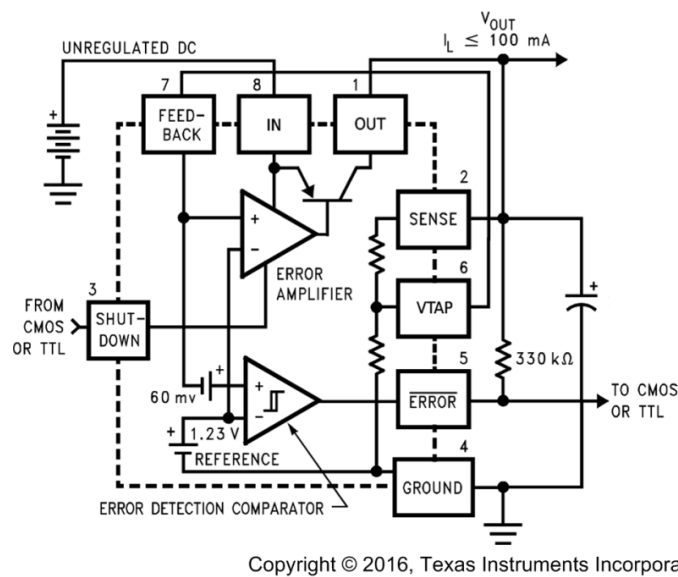 V_OUT
I_L ≤ 100 mA
UNREGULATED DC
7
8
1
FEED-
BACK
IN
OUT
+
2
SENSE
+
−
ERROR
AMPLIFIER
6
VTAP
+
3
FROM
CMOS
OR TTL
SHUT-
DOWN
330 kΩ
5
ERROR
TO CMOS
OR TTL
60 mv
+
+
−
+
1.23 V
REFERENCE
4
GROUND
ERROR DETECTION COMPARATOR
Copyright © 2016, Texas Instruments Incorpora